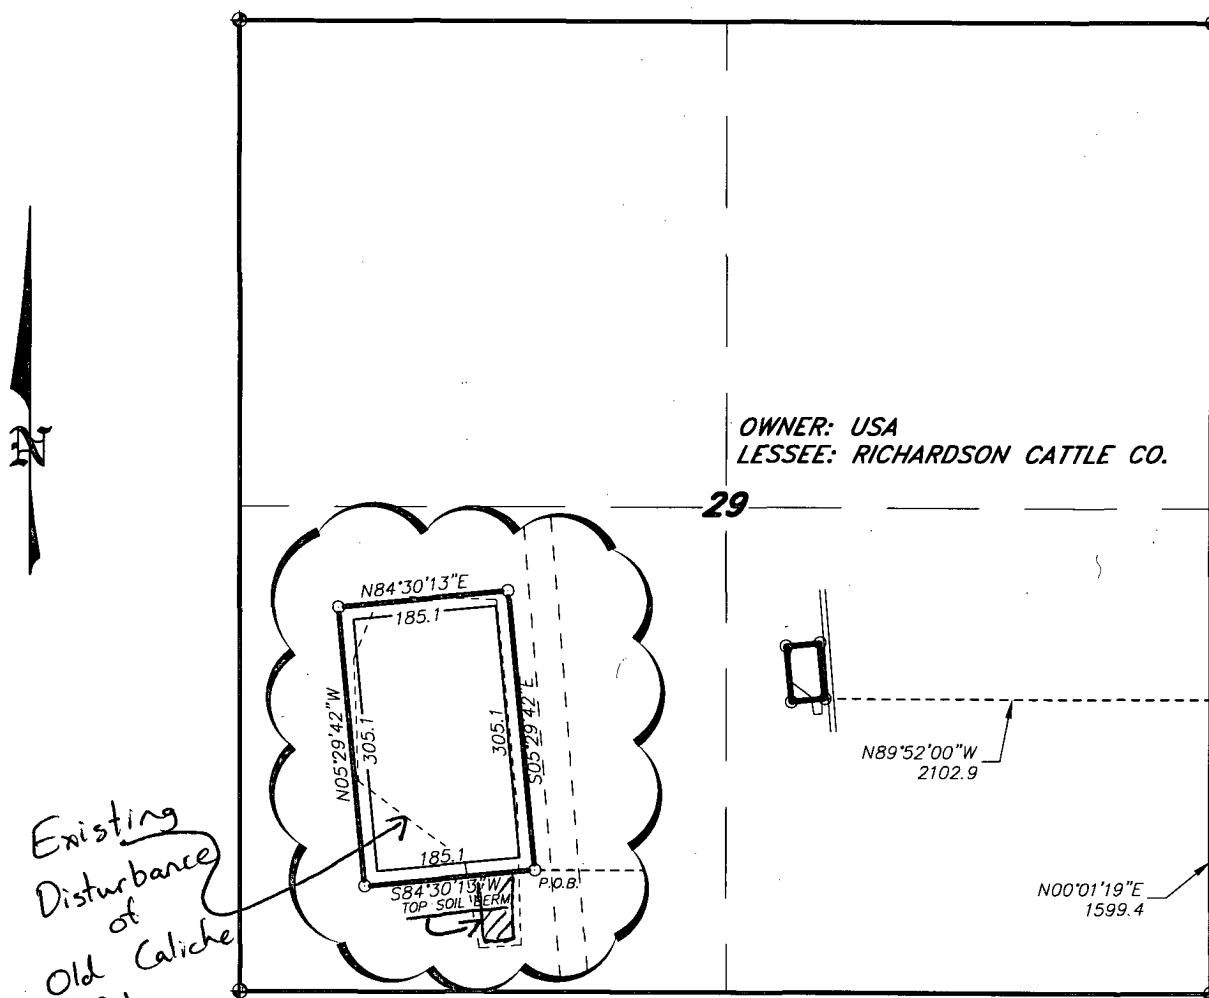 N
OWNER: USA
LESSEE: RICHARDSON CATTLE CO.
29
N84°30'13"E
185.1
N05°29'42"W
305.1
305.1
S05°29'42"E
185.1
S84°30'13"W
P.O.B.
TOP SOIL BERM
N89°52'00"W
2102.9
N00°01'19"E
1599.4
Existing
Disturbance
of
Old Caliche